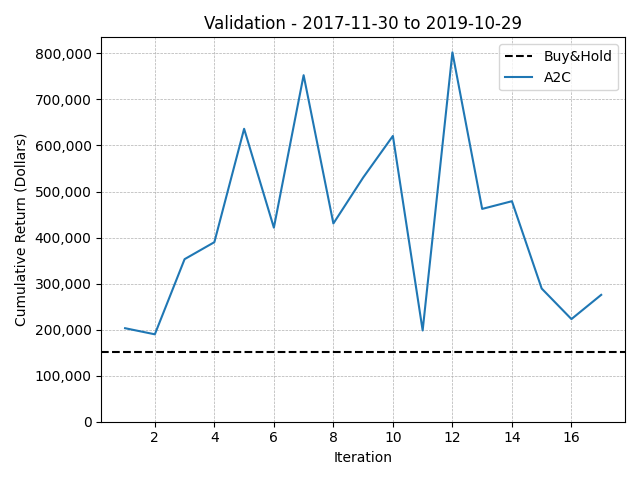 Validation - 2017-11-30 to 2019-10-29
Buy&Hold
A2C
Cumulative Return (Dollars)
800,000
700,000
600,000
500,000
400,000
300,000
200,000
100,000
0
2 4 6 8 10 12 14 16
Iteration